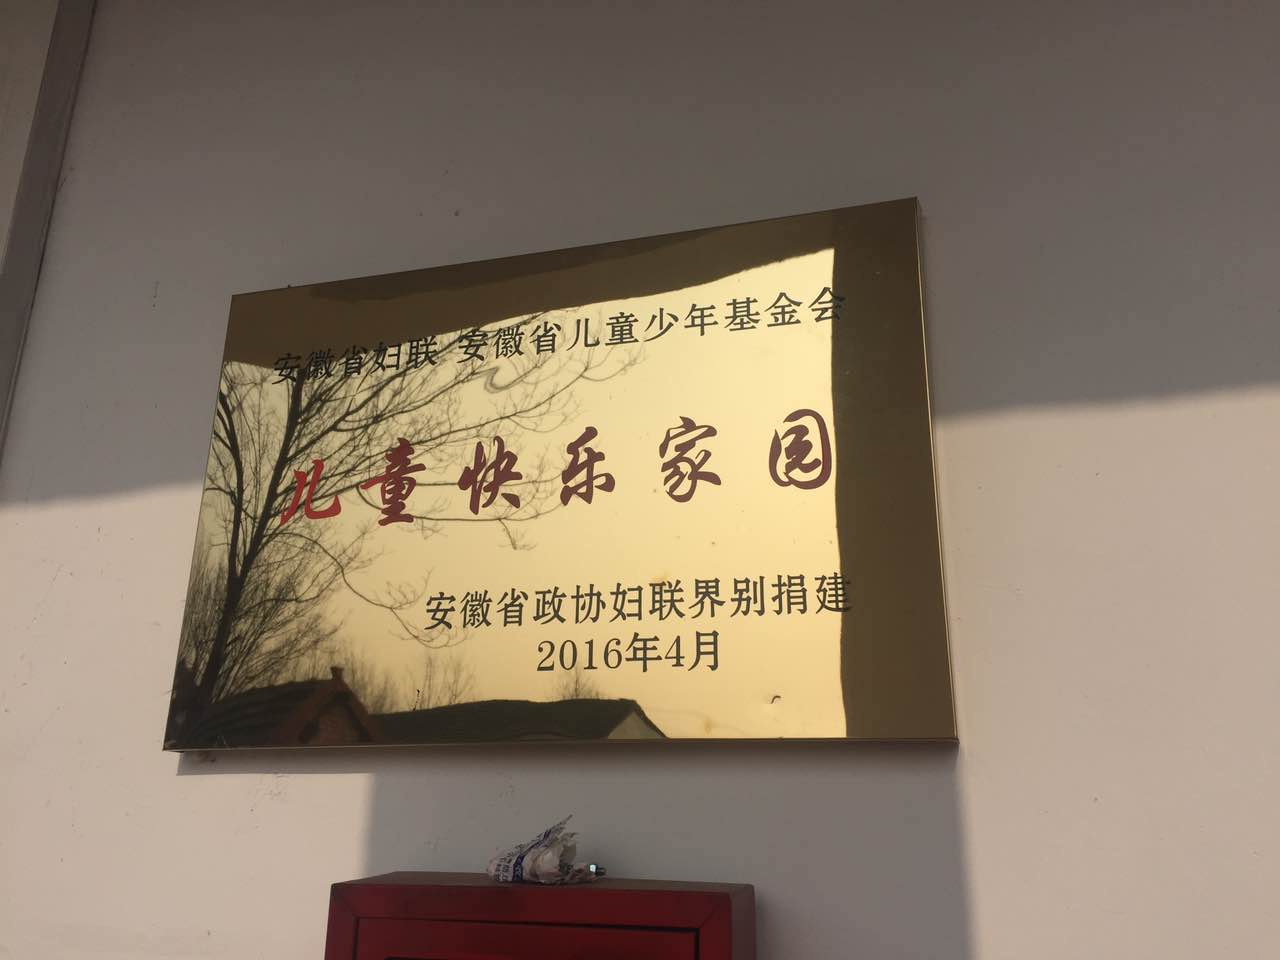 安徽省妇联 安徽省儿童少年基金会
儿童快乐家园
安徽省政协妇联界别捐建
2016年4月